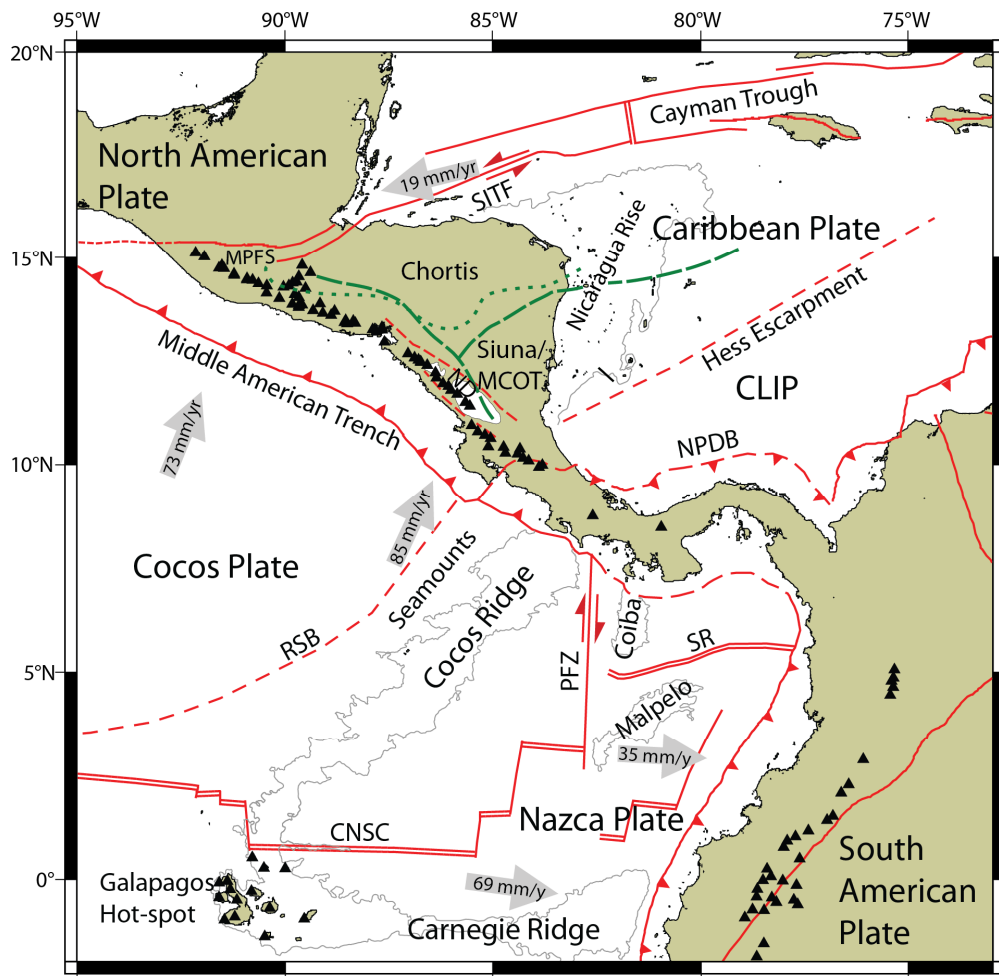 95°W
90°W
85°W
80°W
75°W
20°N
Cayman Trough
North American
Plate
19 mm/yr
SITF
Nicaragua Rise
Caribbean Plate
15°N
MPFS
Chortis
Hess Escarpment
Middle American Trench
Siuna/
MCOT
ND
CLIP
73 mm/yr
NPDB
10°N
85 mm/yr
Cocos Plate
Seamounts
Cocos Ridge
RSB
Coiba
SR
5°N
PFZ
Malpelo
35 mm/y
Nazca Plate
CNSC
South
American
Plate
0°
Galapagos
Hot-spot
69 mm/y
Carnegie Ridge